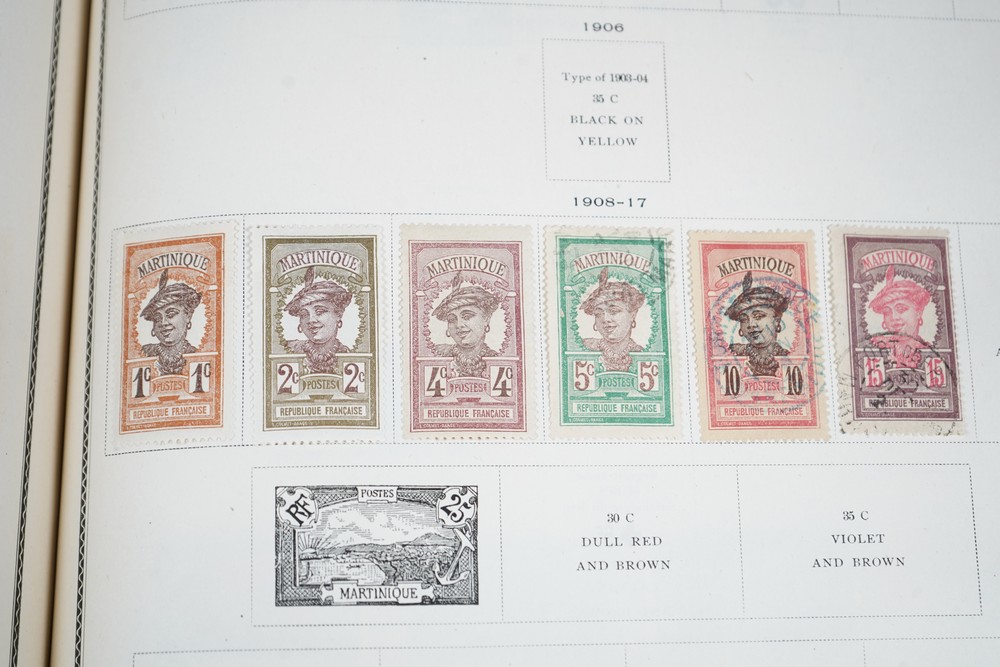 1906
Type of 1903-04
35 C
BLACK ON
YELLOW
1908-17
MARTINIQUE
1c 1c
POSTES
REPUBLIQUE FRANÇAISE
MARTINIQUE
2c 2c
POSTES
REPUBLIQUE FRANÇAISE
MARTINIQUE
4c 4c
POSTES
REPUBLIQUE FRANÇAISE
MARTINIQUE
5c 5c
POSTES
REPUBLIQUE FRANÇAISE
MARTINIQUE
10 10
REPUBLIQUE FRANÇAISE
MARTINIQUE
15 15
REPUBLIQUE FRANÇAISE
RF
POSTES
25c
MARTINIQUE
30 C
DULL RED
AND BROWN
35 C
VIOLET
AND BROWN